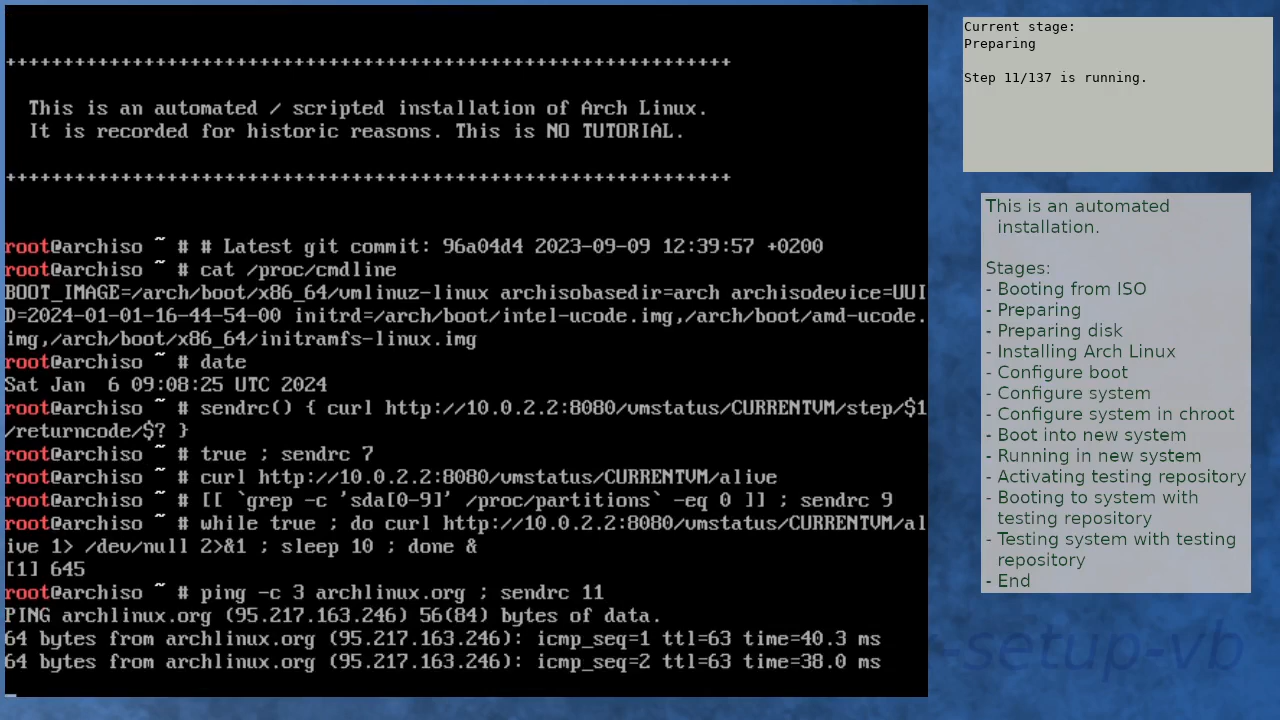 +++++++++++++++++++++++++++++++++++++++++++++++++++++++++++++++
This is an automated / scripted installation of Arch Linux.
It is recorded for historic reasons. This is NO TUTORIAL.
+++++++++++++++++++++++++++++++++++++++++++++++++++++++++++++++
root@archiso ~ # # Latest git commit: 96a04d4 2023-09-09 12:39:57 +0200
root@archiso ~ # cat /proc/cmdline
BOOT_IMAGE=/arch/boot/x86_64/vmlinuz-linux archisobasedir=arch archisodevice=UUI
D=2024-01-01-16-44-54-00 initrd=/arch/boot/intel-ucode.img,/arch/boot/amd-ucode.
img,/arch/boot/x86_64/initramfs-linux.img
root@archiso ~ # date
Sat Jan  6 09:08:25 UTC 2024
root@archiso ~ # sendrc() { curl http://10.0.2.2:8080/vmstatus/CURRENTVM/step/$1
/returncode/$? }
root@archiso ~ # true ; sendrc 7
root@archiso ~ # curl http://10.0.2.2:8080/vmstatus/CURRENTVM/alive
root@archiso ~ # [[ `grep -c 'sda[0-9]' /proc/partitions` -eq 0 ]] ; sendrc 9
root@archiso ~ # while true ; do curl http://10.0.2.2:8080/vmstatus/CURRENTVM/al
ive 1> /dev/null 2>&1 ; sleep 10 ; done &
[1] 645
root@archiso ~ # ping -c 3 archlinux.org ; sendrc 11
PING archlinux.org (95.217.163.246) 56(84) bytes of data.
64 bytes from archlinux.org (95.217.163.246): icmp_seq=1 ttl=63 time=40.3 ms
64 bytes from archlinux.org (95.217.163.246): icmp_seq=2 ttl=63 time=38.0 ms
Current stage:
Preparing
Step 11/137 is running.
This is an automated
installation.
Stages:
- Booting from ISO
- Preparing
- Preparing disk
- Installing Arch Linux
- Configure boot
- Configure system
- Configure system in chroot
- Boot into new system
- Running in new system
- Activating testing repository
- Booting to system with
testing repository
- Testing system with testing
repository
- End
-setup-vb